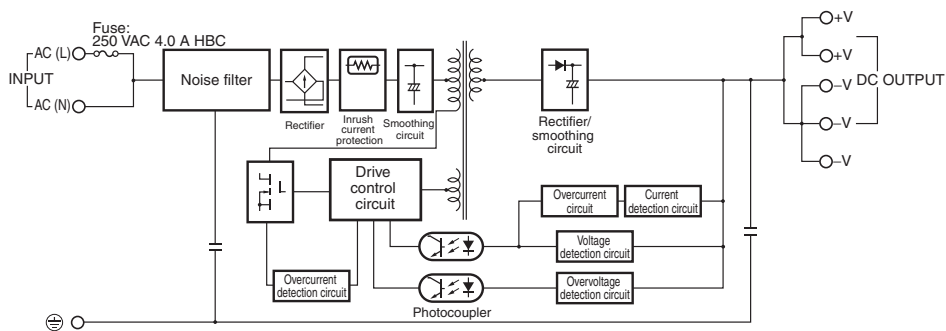 Fuse:
250 VAC 4.0 A HBC
AC (L)
INPUT
AC (N)
Noise filter
Rectifier
Inrush
current
protection
Smoothing
circuit
Rectifier/
smoothing
circuit
+V
+V
–V
DC OUTPUT
–V
–V
Drive
control
circuit
Overcurrent
circuit
Current
detection circuit
Voltage
detection circuit
Overcurrent
detection circuit
Overvoltage
detection circuit
Photocoupler